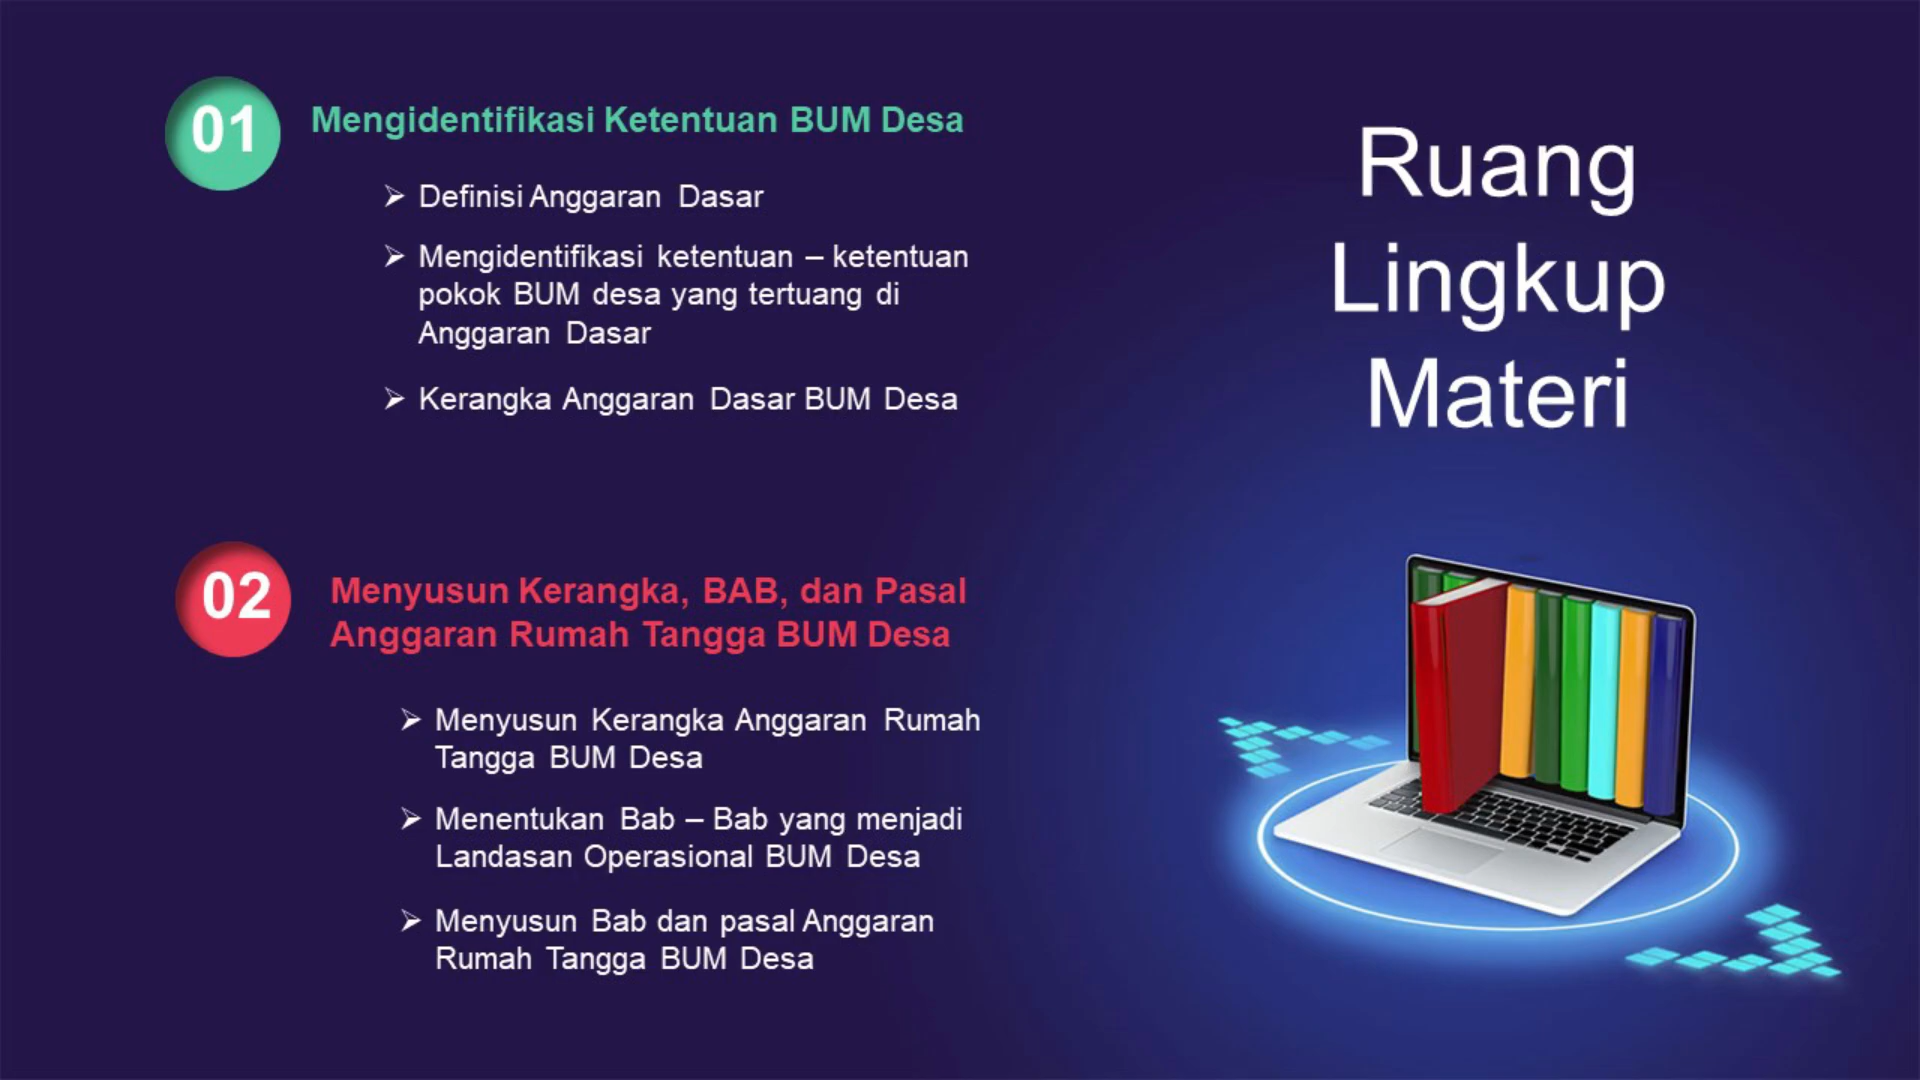 01
Mengidentifikasi Ketentuan BUM Desa
➢ Definisi Anggaran Dasar
➢ Mengidentifikasi ketentuan – ketentuan
pokok BUM desa yang tertuang di
Anggaran Dasar
➢ Kerangka Anggaran Dasar BUM Desa
02
Menyusun Kerangka, BAB, dan Pasal
Anggaran Rumah Tangga BUM Desa
➢ Menyusun Kerangka Anggaran Rumah
Tangga BUM Desa
➢ Menentukan Bab – Bab yang menjadi
Landasan Operasional BUM Desa
➢ Menyusun Bab dan pasal Anggaran
Rumah Tangga BUM Desa
Ruang
Lingkup
Materi